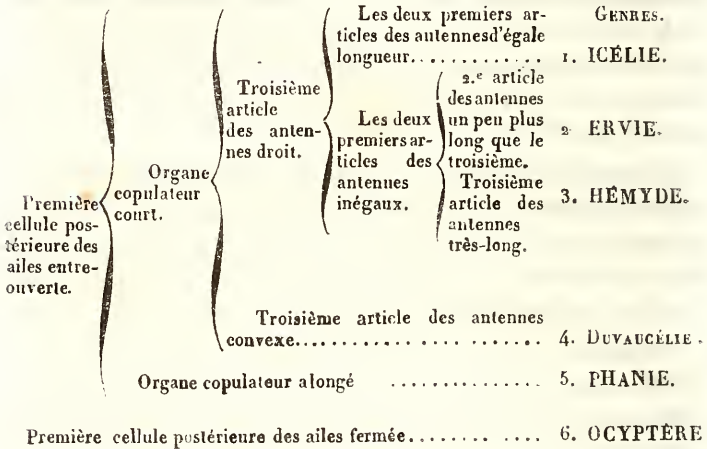 Les deux premiers ar-
ticles des antennesd'égale
longueur............ 
GENRES.
1. ICÉLIE.
Troisième
article
des anten-
nes droit.
Les deux
premiers ar-
ticles des
antennes
inégaux.
2.e article
des antennes
un peu plus
long que le
troisième.
2 ERVIE.
Troisième
article des
antennes
très-long.
3. HÉMYDE.
Organe
copulateur
court.
Première
cellule pos-
térieure des
ailes entre-
ouverte.
Troisième article des antennes
convexe........................ 4. DUVAUCÉLIE.
Organe copulateur alongé .............. 5. PHANIE.
Première cellule postérieure des ailes fermée........ .... 6. OCYPTÈRE